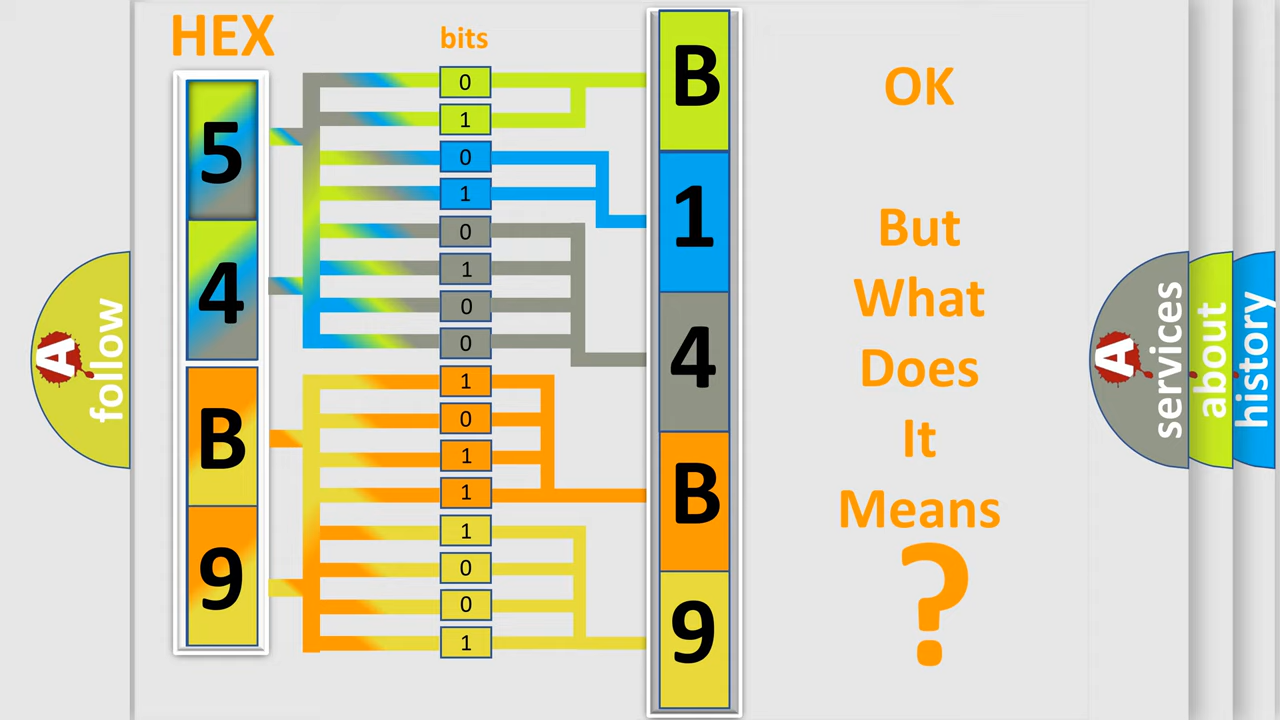 HEX
bits
5
4
B
9
0
1
0
1
0
1
0
0
1
0
1
1
1
0
0
1
B
1
4
B
9
OK
But
What
Does
It
Means
?
A
follow
A
services
about
history